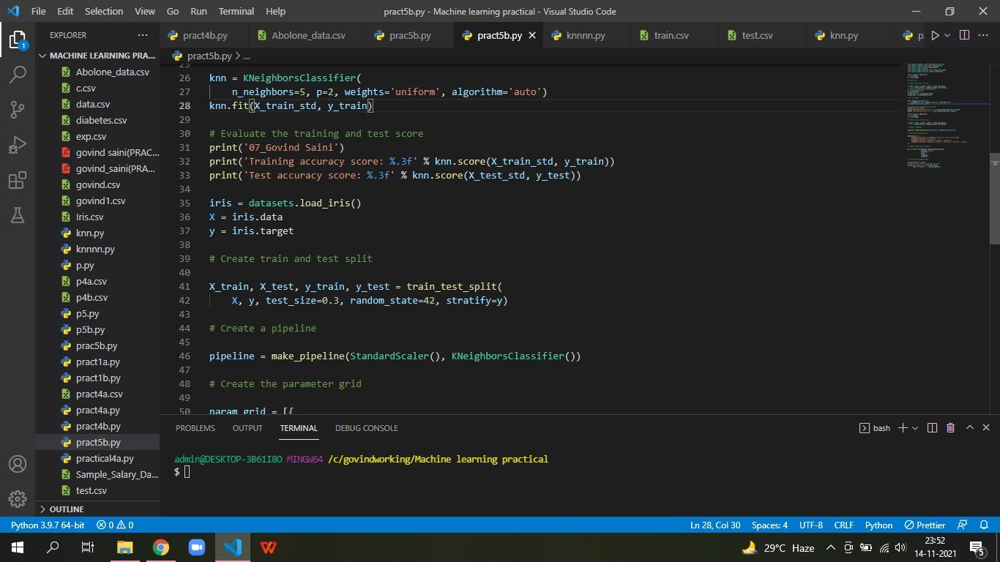 File Edit Selection View Go Run Terminal Help pract5b.py - Machine learning practical - Visual Studio Code
EXPLORER
pract4b.py Abolone_data.csv prac5b.py pract5b.py knnnn.py train.csv test.csv knn.py p.
1
MACHINE LEARNING PRA...
Abolone_data.csv
c.csv
data.csv
diabetes.csv
exp.csv
govind saini(PRAC...
govind_saini(PRA...
govind.csv
govind1.csv
Iris.csv
knn.py
knnnn.py
p.py
p4a.csv
p4b.csv
p5.py
p5b.py
prac5b.py
pract1a.py
pract1b.py
pract4a.csv
pract4a.py
pract4b.py
pract5b.py
practical4a.py
Sample_Salary_Da...
test.csv
OUTLINE
pract5b.py > ...
25
26 knn = KNeighborsClassifier(
27 n_neighbors=5, p=2, weights='uniform', algorithm='auto')
28 knn.fit(X_train_std, y_train)
29
30 # Evaluate the training and test score
31 print('07_Govind Saini')
32 print('Training accuracy score: %.3f' % knn.score(X_train_std, y_train))
33 print('Test accuracy score: %.3f' % knn.score(X_test_std, y_test))
34
35 iris = datasets.load_iris()
36 X = iris.data
37 y = iris.target
38
39 # Create train and test split
40
41 X_train, X_test, y_train, y_test = train_test_split(
42 X, y, test_size=0.3, random_state=42, stratify=y)
43
44 # Create a pipeline
45
46 pipeline = make_pipeline(StandardScaler(), KNeighborsClassifier())
47
48 # Create the parameter grid
49
50 param_grid = [{
PROBLEMS OUTPUT TERMINAL DEBUG CONSOLE bash
admin@DESKTOP-3B61I8O MINGW64 /c/govindworking/Machine learning practical
$
Python 3.9.7 64-bit 0 0 Ln 28, Col 30 Spaces: 4 UTF-8 CRLF Python Prettier
29°C Haze 23:52
14-11-2021 5